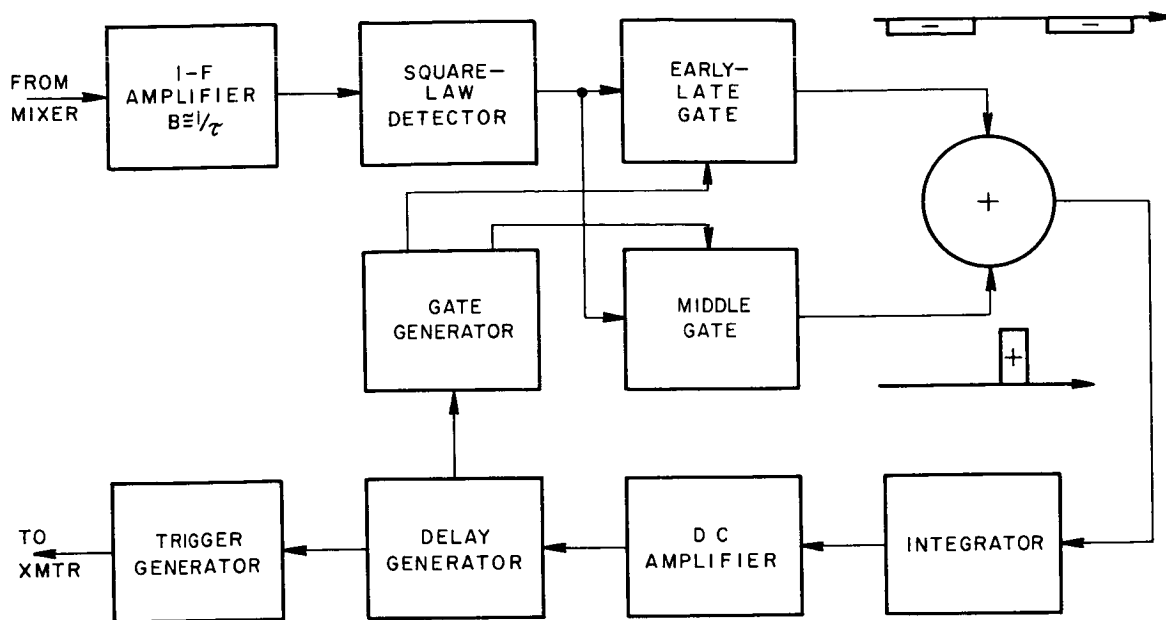 FROM
MIXER
I-F
AMPLIFIER
B≅1/τ
SQUARE-
LAW
DETECTOR
EARLY-
LATE
GATE
-
-
+
GATE
GENERATOR
MIDDLE
GATE
+
TO
XMTR
TRIGGER
GENERATOR
DELAY
GENERATOR
DC
AMPLIFIER
INTEGRATOR